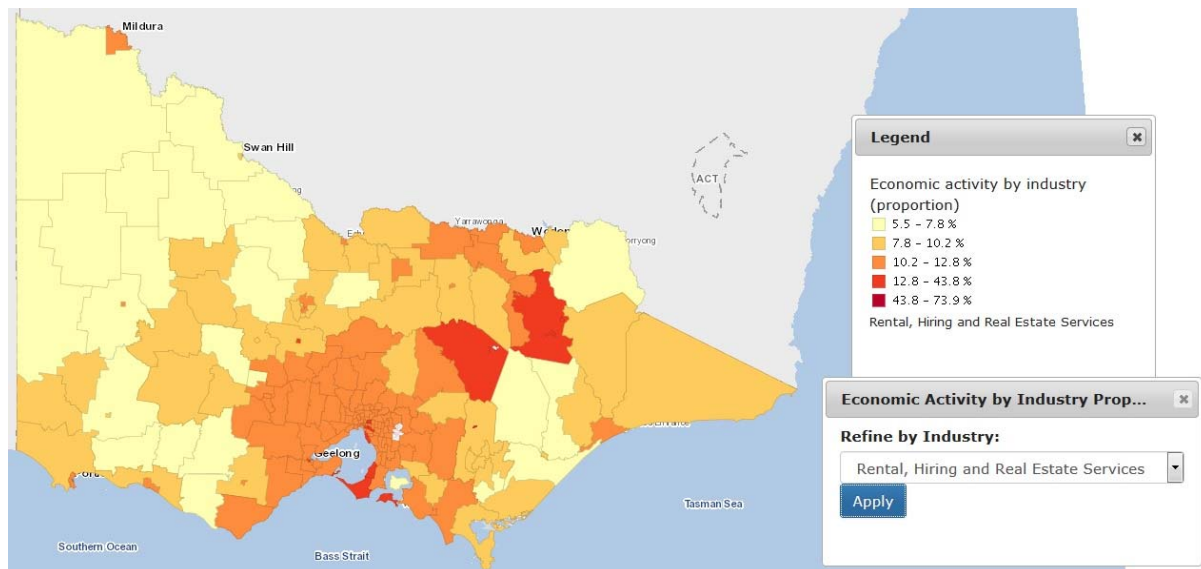 Mildura
Swan Hill
ACT
Yarrawonga
Geelong
Tasman Sea
Southern Ocean
Bass Strait
Legend
Economic activity by industry
(proportion)
5.5 - 7.8 %
7.8 - 10.2 %
10.2 - 12.8 %
12.8 - 43.8 %
43.8 - 73.9 %
Rental, Hiring and Real Estate Services
Economic Activity by Industry Prop...
Refine by Industry:
Rental, Hiring and Real Estate Services
Apply